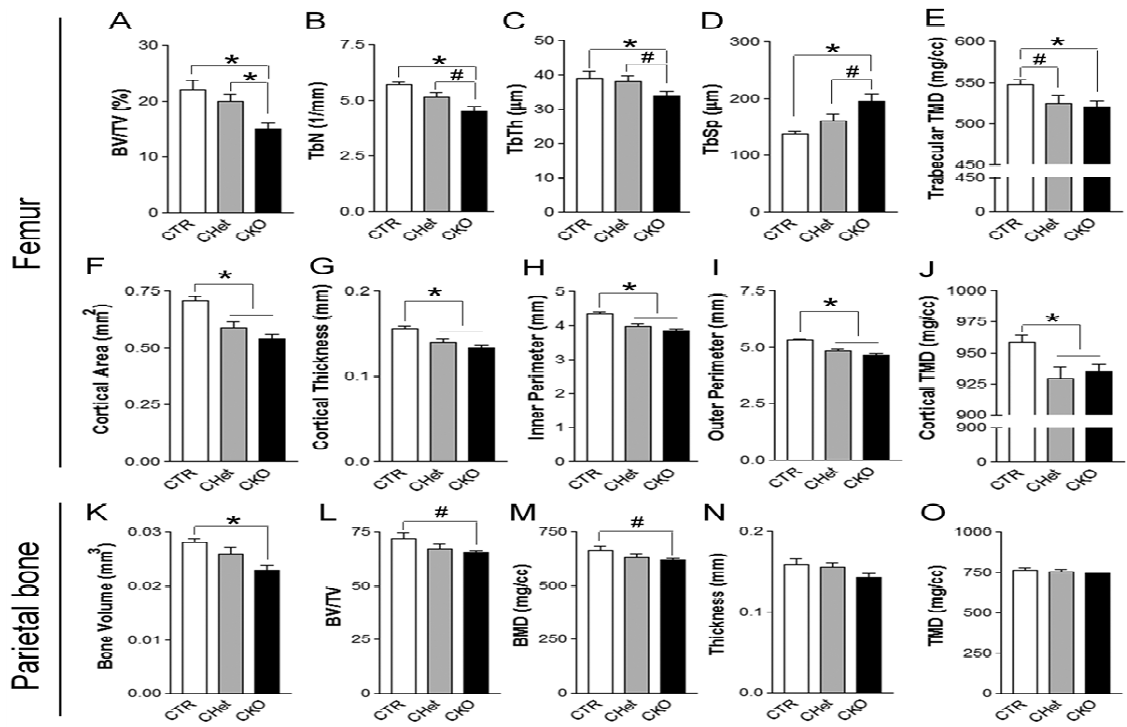 Femur
A
BV/TV (%)
30
20
10
0
CTR
CHet
CKO
*
*
B
TbN (1/mm)
7.5
5.0
2.5
0.0
CTR
CHet
CKO
*
#
C
TbTh (μm)
50
40
30
20
10
0
CTR
CHet
CKO
*
#
D
TbSp (μm)
300
200
100
0
CTR
CHet
CKO
*
#
E
Trabecular TMD (mg/cc)
600
570
540
510
480
450
450
0
CTR
CHet
CKO
#
*
F
Cortical Area (mm²)
0.75
0.50
0.25
0.00
CTR
CHet
CKO
*
G
Cortical Thickness (mm)
0.2
0.1
0.0
CTR
CHet
CKO
*
H
Inner Perimeter (mm)
5
4
3
2
1
0
CTR
CHet
CKO
*
I
Outer Perimeter (mm)
7.5
5.0
2.5
0.0
CTR
CHet
CKO
*
J
Cortical TMD (mg/cc)
1000
975
950
925
900
900
0
CTR
CHet
CKO
*
Parietal bone
K
Bone Volume (mm³)
0.03
0.02
0.01
0.00
CTR
CHet
CKO
*
L
BV/TV
75
50
25
0
CTR
CHet
CKO
#
M
BMD (mg/cc)
750
500
250
0
CTR
CHet
CKO
#
N
Thickness (mm)
0.2
0.1
0.0
CTR
CHet
CKO
O
TMD (mg/cc)
1000
750
500
250
0
CTR
CHet
CKO